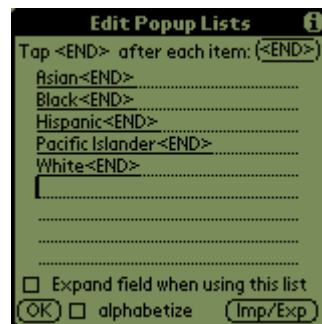 Edit Popup Lists i
Tap <END> after each item: <END>
Asian<END>
Black<END>
Hispanic<END>
Pacific Islander<END>
White<END>
Expand field when using this list
OK alphabetize Imp/Exp